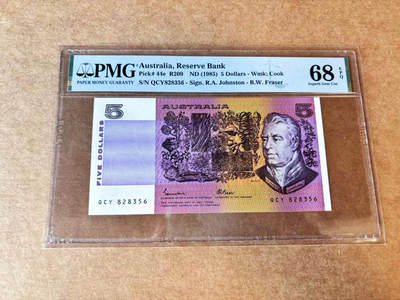 PMG
PAPER MONEY GUARANTY
Australia, Reserve Bank
Pick# 44e R209 ND (1985) 5 Dollars - Wmk: Cook
S/N QCY828356 - Sign. R.A. Johnston - B.W. Fraser
68 EPQ
Superb Gem Unc
5
AUSTRALIA
5
FIVE DOLLARS
QCY 828356
QCY 828356